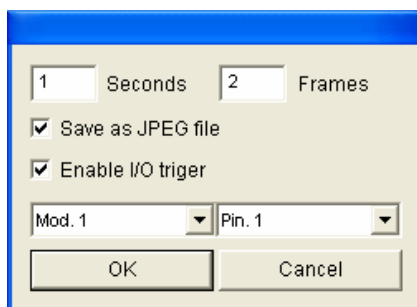 1 Seconds 2 Frames
Save as JPEG file
Enable I/O triger
Mod. 1 Pin. 1
OK Cancel